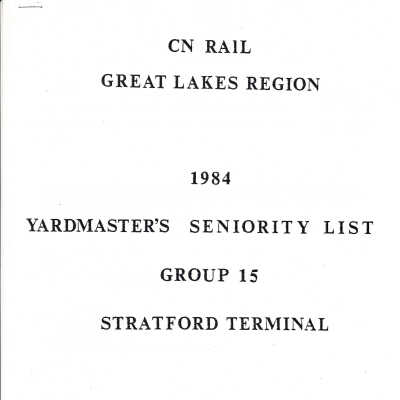 CN RAIL
GREAT LAKES REGION
1984
YARDMASTER'S SENIORITY LIST
GROUP 15
STRATFORD TERMINAL